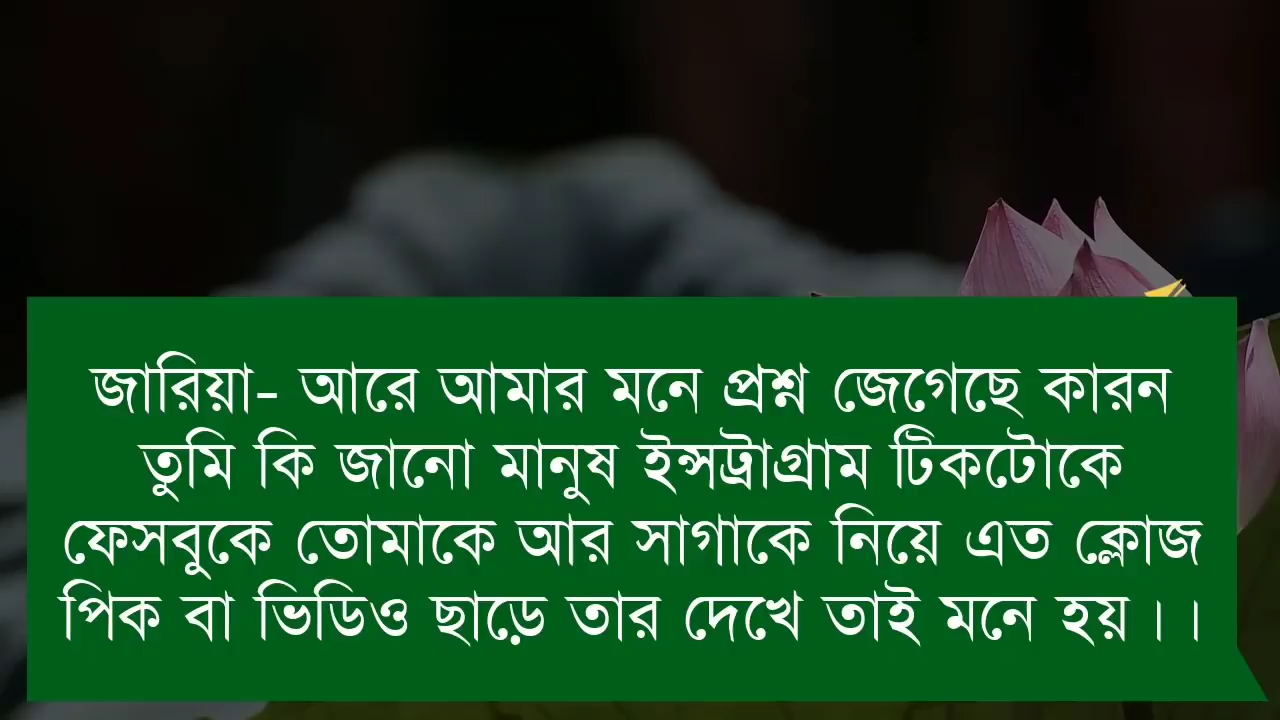 জারিয়া- আরে আমার মনে প্রশ্ন জেগেছে কারন
তুমি কি জানো মানুষ ইন্সট্রাগ্রাম টিকটোকে
ফেসবুকে তোমাকে আর সাগাকে নিয়ে এত ক্লোজ
পিক বা ভিডিও ছাড়ে তার দেখে তাই মনে হয়।।